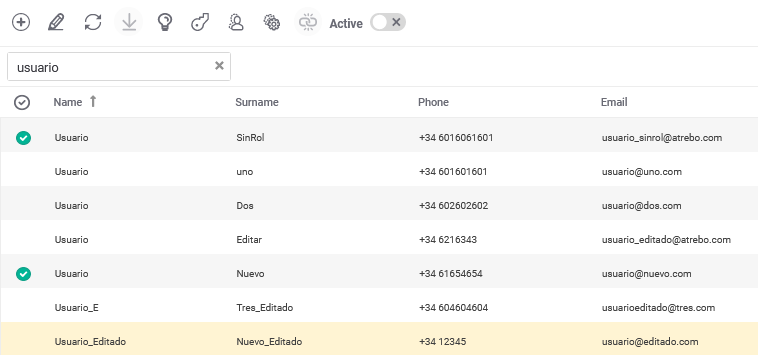 Active
usuario
Name Surname Phone Email
Usuario SinRol +34 6016061601 usuario_sinrol@atrebo.com
Usuario uno +34 601601601 usuario@uno.com
Usuario Dos +34 602602602 usuario@dos.com
Usuario Editar +34 6216343 usuario_editado@atrebo.com
Usuario Nuevo +34 61654654 usuario@nuevo.com
Usuario_E Tres_Editado +34 604604604 usuarioeditado@tres.com
Usuario_Editado Nuevo_Editado +34 12345 usuario@editado.com